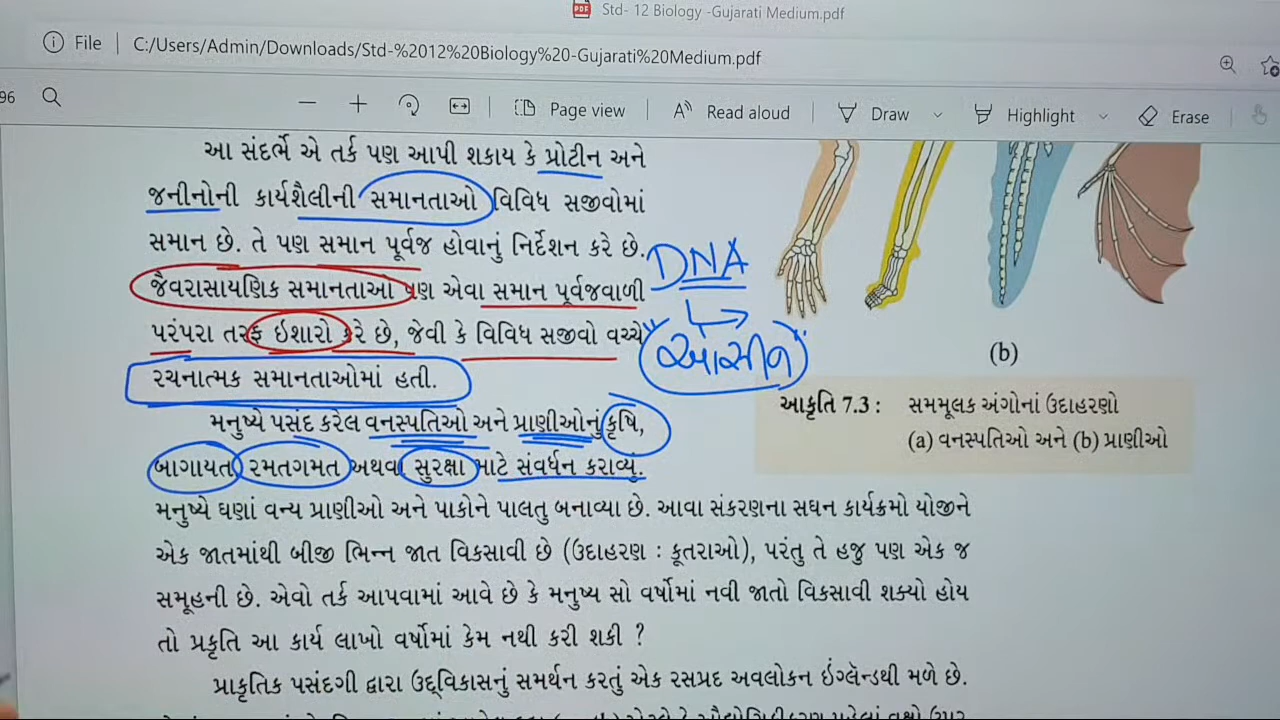 Std- 12 Biology -Gujarati Medium.pdf
File
C:/Users/Admin/Downloads/Std-%2012%20Biology%20-Gujarati%20Medium.pdf
96
Page view
Read aloud
Draw
Highlight
Erase
આ સંદર્ભે એ તર્ક પણ આપી શકાય કે પ્રોટીન અને
જનીનોની કાર્યશૈલીની સમાનતાઓ વિવિધ સજીવોમાં
સમાન છે. તે પણ સમાન પૂર્વજ હોવાનું નિર્દેશન કરે છે.
જૈવરાસાયણિક સમાનતાઓ પણ એવા સમાન પૂર્વજવાળી
પરંપરા તરફ ઇશારો કરે છે, જેવી કે વિવિધ સજીવો વચ્ચે
રચનાત્મક સમાનતાઓમાં હતી.
DNA
(b)
આકૃતિ 7.3 : સમમૂલક અંગોનાં ઉદાહરણો
(a) વનસ્પતિઓ અને (b) પ્રાણીઓ
મનુષ્યે પસંદ કરેલ વનસ્પતિઓ અને પ્રાણીઓનું કૃષિ,
બાગાયત રમતગમત અથવા સુરક્ષા માટે સંવર્ધન કરાવ્યું.
મનુષ્યે ઘણાં વન્ય પ્રાણીઓ અને પાકોને પાલતુ બનાવ્યા છે. આવા સંકરણના સઘન કાર્યક્રમો યોજીને
એક જાતમાંથી બીજી ભિન્ન જાત વિકસાવી છે (ઉદાહરણ : કૂતરાઓ), પરંતુ તે હજુ પણ એક જ
સમૂહની છે. એવો તર્ક આપવામાં આવે છે કે મનુષ્ય સો વર્ષોમાં નવી જાતો વિકસાવી શક્યો હોય
તો પ્રકૃતિ આ કાર્ય લાખો વર્ષોમાં કેમ નથી કરી શકી ?
પ્રાકૃતિક પસંદગી દ્વારા ઉદ્દવિકાસનું સમર્થન કરતું એક રસપ્રદ અવલોકન ઇંગ્લૅન્ડથી મળે છે.